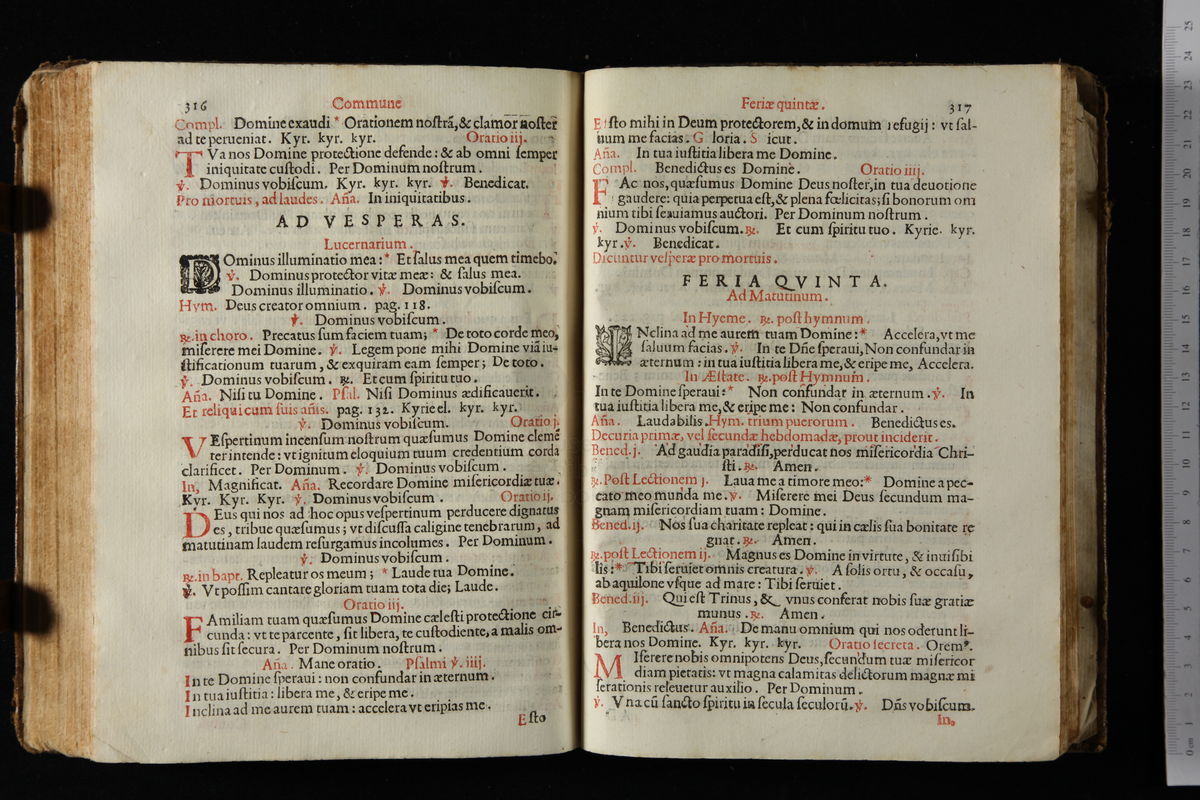 316 Commune
Compl. Domine exaudi * Orationem noſtrã, & clamor noſter
ad te perueniat. Kyr. kyr. kyr. Oratio iij.
TVa nos Domine protectione defende: & ab omni ſemper
iniquitate cuſtodi. Per Dominum noſtrum.
℣. Dominus vobiſcum. Kyr. kyr. kyr. ℣. Benedicat.
Pro mortuis, ad laudes. Aña. In iniquitatibus.
AD VESPERAS.
Lucernarium.
DOminus illuminatio mea: * Et ſalus mea quem timebo.
℣. Dominus protector vitæ meæ: & ſalus mea.
Dominus illuminatio. ℣. Dominus vobiſcum.
Hym. Deus creator omnium. pag. 118.
℣. Dominus vobiſcum.
℟. in choro. Precatus ſum faciem tuam; * De toto corde meo,
miſerere mei Domine. ℣. Legem pone mihi Domine viã iu-
ſtificationum tuarum, & exquiram eam ſemper; De toto.
℣. Dominus vobiſcum. ℟. Et cum ſpiritu tuo.
Aña. Niſi tu Domine. Pſal. Niſi Dominus ædificauerit.
Et reliqui cum ſuis añis. pag. 132. Kyrie el. kyr. kyr.
℣. Dominus vobiſcum. Oratio j.
VEſpertinum incenſum noſtrum quæſumus Domine clemẽ
ter intende: vt ignitum eloquium tuum credentium corda
clarificet. Per Dominum. ℣. Dominus vobiſcum.
In, Magnificat. Aña. Recordare Domine miſericordiæ tuæ.
Kyr. Kyr. Kyr. ℣. Dominus vobiſcum. Oratio ij.
DEus qui nos ad hoc opus veſpertinum perducere dignatus
es, tribue quæſumus; vt diſcuſſa caligine tenebrarum, ad
matutinam laudem reſurgamus incolumes. Per Dominum.
℣. Dominus vobiſcum.
℟. in bapt. Repleatur os meum; * Laude tua Domine.
℣. Vt poſſim cantare gloriam tuam tota die; Laude.
Oratio iij.
FAmiliam tuam quæſumus Domine cæleſti protectione cir-
cunda: vt te parcente, ſit libera, te cuſtodiente, a malis om-
nibus ſit ſecura. Per Dominum noſtrum.
Aña. Mane oratio. Pſalmi ℣. iiij.
In te Domine ſperaui: non confundar in æternum.
In tua iuſtitia: libera me, & eripe me.
Inclina ad me aurem tuam: accelera vt eripias me.
Eſto
Feriæ quintæ. 317
Eſto mihi in Deum protectorem, & in domum refugij: vt ſal-
uum me facias. Gloria. Sicut.
Aña. In tua iuſtitia libera me Domine.
Compl. Benedictus es Domine. Oratio iiij.
FAc nos, quæſumus Domine Deus noſter, in tua deuotione
gaudere: quia perpetua eſt, & plena fœlicitas; ſi bonorum om
nium tibi ſeruiamus auctori. Per Dominum noſtrum.
℣. Dominus vobiſcum. ℟. Et cum ſpiritu tuo. Kyrie. kyr.
kyr. ℣. Benedicat.
Dicuntur veſperæ pro mortuis.
FERIA QVINTA.
Ad Matutinum.
In Hyeme. ℟. poſt hymnum.
INclina ad me aurem tuam Domine: * Accelera, vt me
ſaluum facias. ℣. In te Dñe ſperaui, Non confundar in
æternum: in tua iuſtitia libera me, & eripe me, Accelera.
In Æſtate. ℟. poſt Hymnum.
In te Domine ſperaui: * Non confundar in æternum. ℣. In
tua iuſtitia libera me, & eripe me: Non confundar.
Aña. Laudabilis. Hym. trium puerorum. Benedictus es.
Decuria primæ, vel ſecundæ hebdomadæ, prout inciderit.
Bened. j. Ad gaudia paradiſi, perducat nos miſericordia Chri-
ſti. ℟. Amen.
℟. Poſt Lectionem j. Laua me a timore meo: * Domine a pec-
cato meo munda me. ℣. Miſerere mei Deus ſecundum ma-
gnam miſericordiam tuam: Domine.
Bened. ij. Nos ſua charitate repleat: qui in cælis ſua bonitate re
gnat. ℟. Amen.
℟. poſt Lectionem ij. Magnus es Domine in virtute, & inuiſibi
lis: * Tibi ſeruiet omnis creatura. ℣. A ſolis ortu, & occaſu,
ab aquilone vſque ad mare: Tibi ſeruiet.
Bened. iij. Qui eſt Trinus, & vnus conferat nobis ſuæ gratiæ
munus. ℟. Amen.
In, Benedictus. Aña. De manu omnium qui nos oderunt li-
bera nos Domine. Kyr. kyr. kyr. Oratio ſecreta. Orem*.
MIſerere nobis omnipotens Deus, ſecundum tuæ miſericor
diam pietatis: vt magna calamitas delictorum magnæ mi
ſerationis releuetur auxilio. Per Dominum.
℣. Vna cũ ſancto ſpiritu in ſecula ſeculorũ. ℣. Dñs vobiſcum.
In,